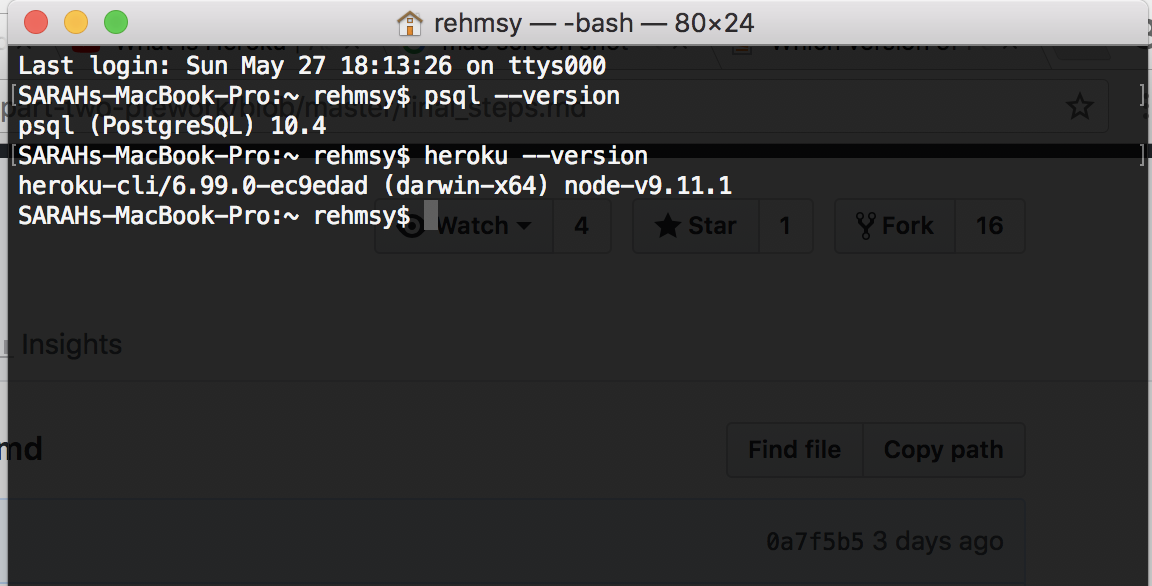 rehmsy — -bash — 80×24
Last login: Sun May 27 18:13:26 on ttys000
[SARAHs-MacBook-Pro:~ rehmsy$ psql --version ]
psql (PostgreSQL) 10.4
[SARAHs-MacBook-Pro:~ rehmsy$ heroku --version ]
heroku-cli/6.99.0-ec9edad (darwin-x64) node-v9.11.1
SARAHs-MacBook-Pro:~ rehmsy$
Watch 4 Star 1 Fork 16
Insights
md
Find file Copy path
0a7f5b5 3 days ago